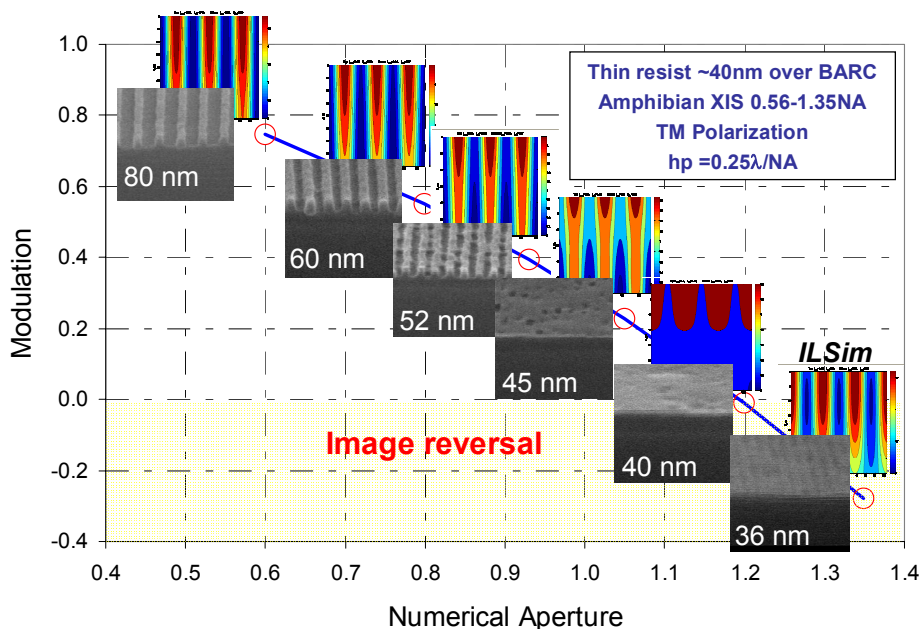 Thin resist ~40nm over BARC
Amphibian XIS 0.56-1.35NA
TM Polarization
hp =0.25λ/NA
1.0
0.8
0.6
0.4
0.2
0.0
-0.2
-0.4
Modulation
80 nm
60 nm
52 nm
45 nm
ILSim
40 nm
Image reversal
36 nm
0.4
0.5
0.6
0.7
0.8
0.9
1.0
1.1
1.2
1.3
1.4
Numerical Aperture